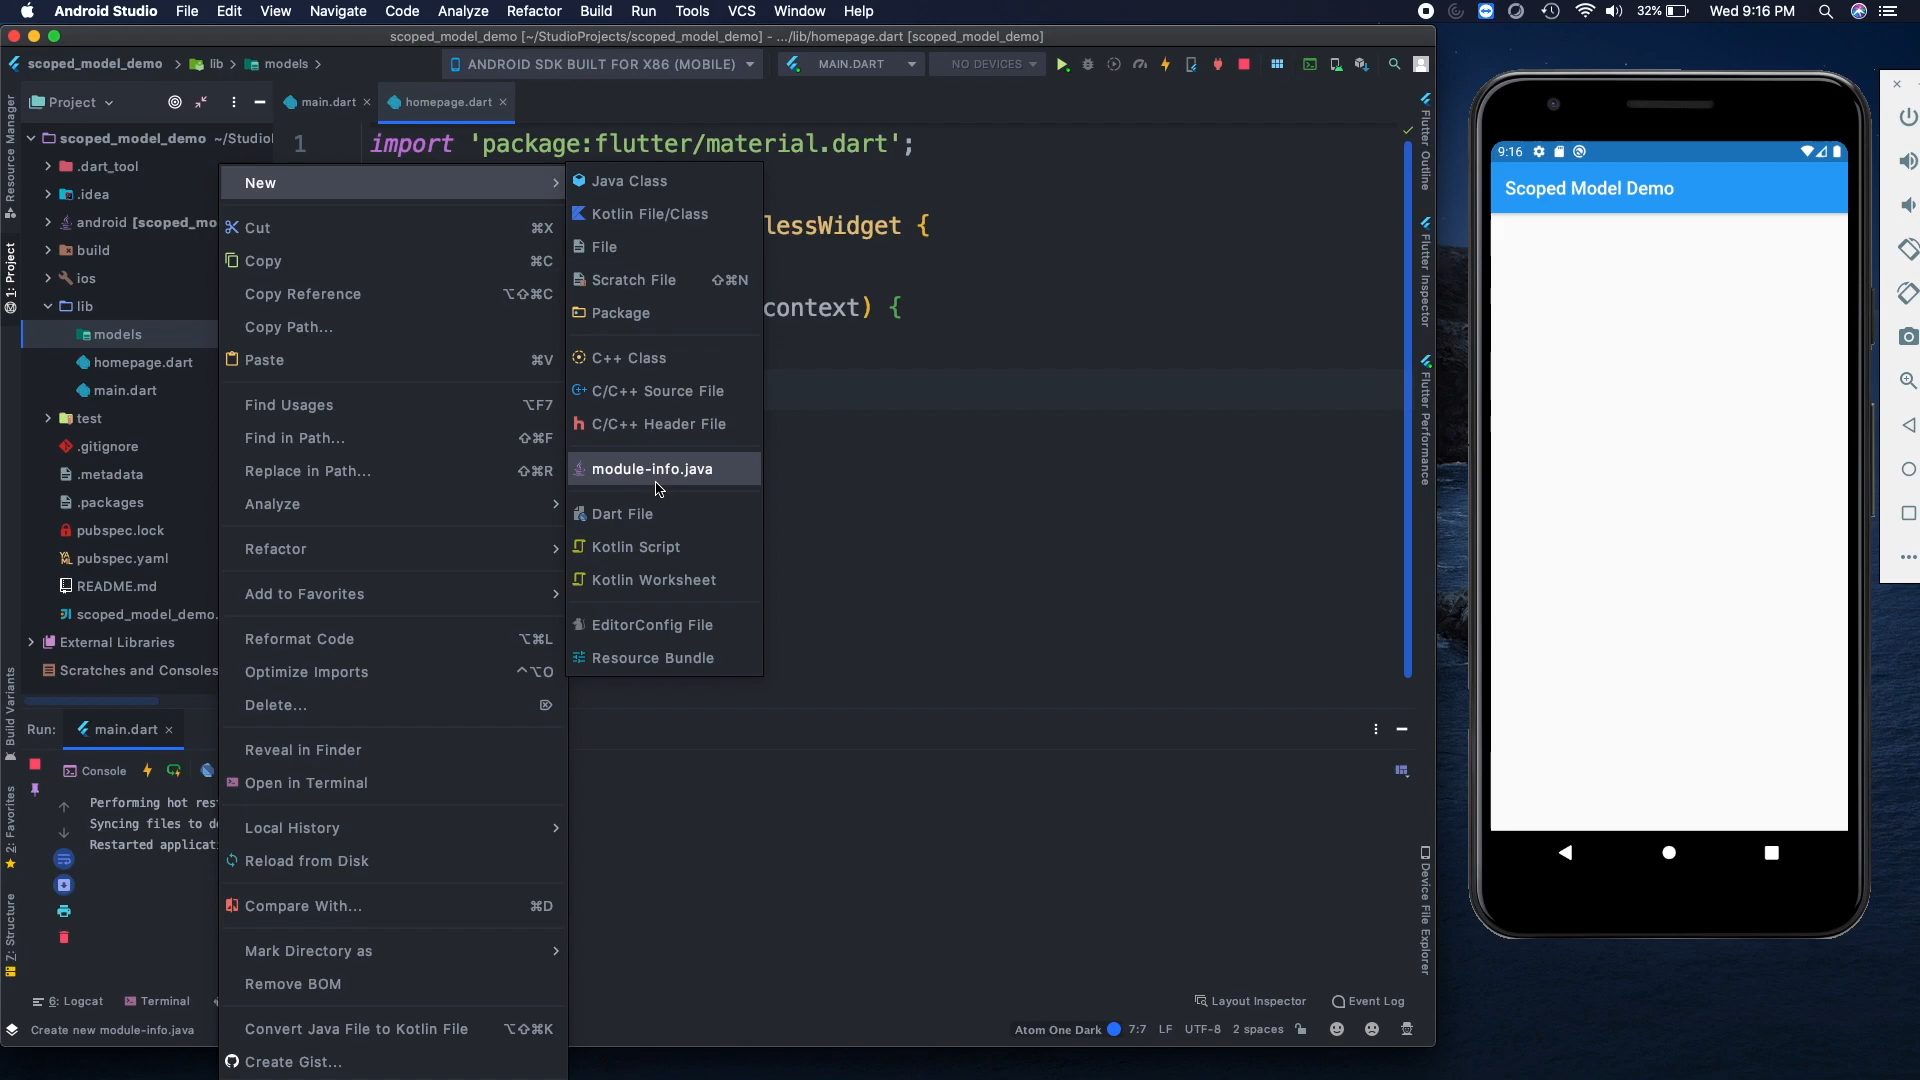 Android Studio File Edit View Navigate Code Analyze Refactor Build Run Tools VCS Window Help
32% Wed 9:16 PM
scoped_model_demo [~/StudioProjects/scoped_model_demo] - .../lib/homepage.dart [scoped_model_demo]
scoped_model_demo lib models
ANDROID SDK BUILT FOR X86 (MOBILE) MAIN.DART NO DEVICES
Project
main.dart homepage.dart
scoped_model_demo ~/Studio
.dart_tool
.idea
android [scoped_mo
build
ios
lib
models
homepage.dart
main.dart
test
.gitignore
.metadata
.packages
pubspec.lock
pubspec.yaml
README.md
scoped_model_demo.
External Libraries
Scratches and Consoles
Resource Manager
1: Project
Build Variants
2: Favorites
Z: Structure
1 import 'package:flutter/material.dart';
lessWidget {
context) {
New
Cut ⌘X
Copy ⌘C
Copy Reference ⌥⇧⌘C
Copy Path...
Paste ⌘V
Find Usages ⌥F7
Find in Path... ⇧⌘F
Replace in Path... ⇧⌘R
Analyze
Refactor
Add to Favorites
Reformat Code ⌥⌘L
Optimize Imports ^⌥O
Delete... ⌦
Reveal in Finder
Open in Terminal
Local History
Reload from Disk
Compare With... ⌘D
Mark Directory as
Remove BOM
Convert Java File to Kotlin File ⌥⇧⌘K
Create Gist...
Java Class
Kotlin File/Class
File
Scratch File ⇧⌘N
Package
C++ Class
C/C++ Source File
C/C++ Header File
module-info.java
Dart File
Kotlin Script
Kotlin Worksheet
EditorConfig File
Resource Bundle
Flutter Outline
Flutter Inspector
Flutter Performance
Device File Explorer
Run: main.dart
Console
Performing hot res
Syncing files to d
Restarted applicat
6: Logcat Terminal
Layout Inspector Event Log
Create new module-info.java
Atom One Dark 7:7 LF UTF-8 2 spaces
9:16
Scoped Model Demo